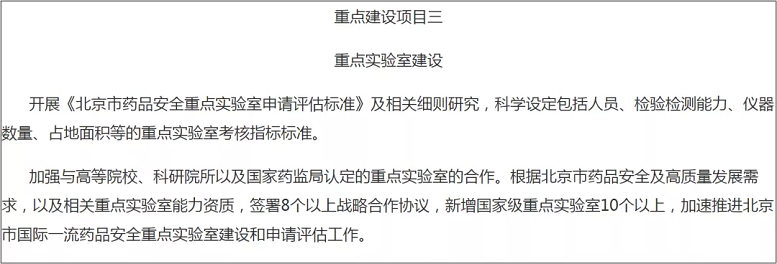 重点建设项目三
重点实验室建设
开展《北京市药品安全重点实验室申请评估标准》及相关细则研究，科学设定包括人员、检验检测能力、仪器
数量、占地面积等的重点实验室考核指标标准。
加强与高等院校、科研院所以及国家药监局认定的重点实验室的合作。根据北京市药品安全及高质量发展需
求，以及相关重点实验室能力资质，签署8个以上战略合作协议，新增国家级重点实验室10个以上，加速推进北京
市国际一流药品安全重点实验室建设和申请评估工作。